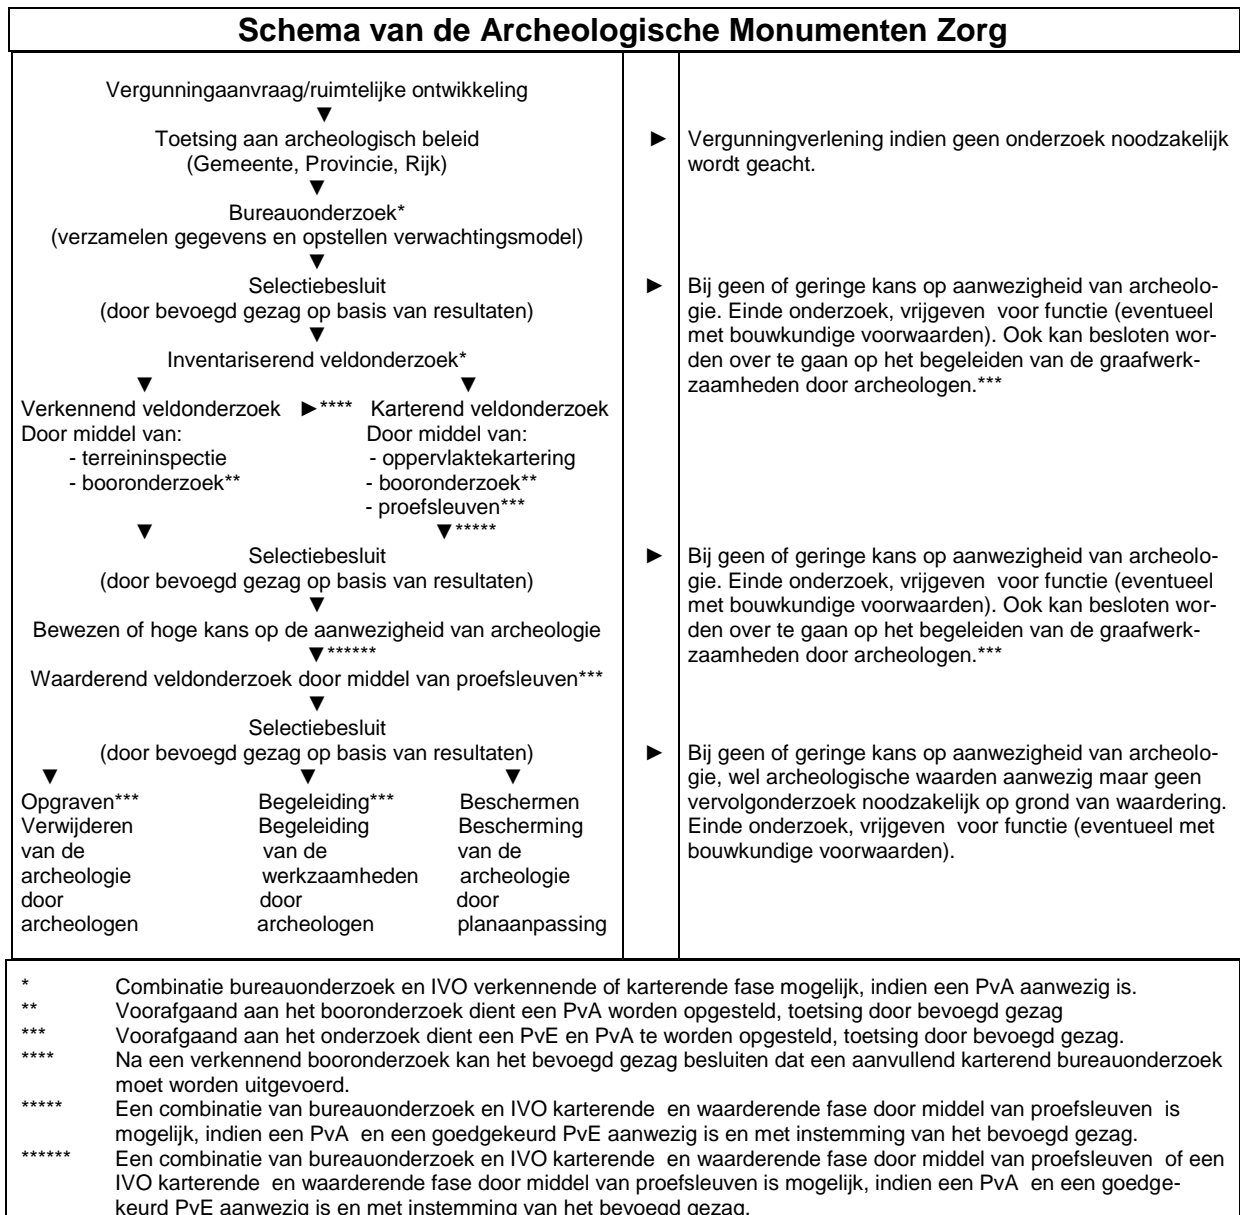 Schema van de Archeologische Monumenten Zorg
Vergunningaanvraag/ruimtelijke ontwikkeling
▼
Toetsing aan archeologisch beleid
(Gemeente, Provincie, Rijk)
► Vergunningverlening indien geen onderzoek noodzakelijk
wordt geacht.
▼
Bureauonderzoek*
(verzamelen gegevens en opstellen verwachtingsmodel)
▼
Selectiebesluit
(door bevoegd gezag op basis van resultaten)
► Bij geen of geringe kans op aanwezigheid van archeolo-
gie. Einde onderzoek, vrijgeven voor functie (eventueel
met bouwkundige voorwaarden). Ook kan besloten wor-
den over te gaan op het begeleiden van de graafwerk-
zaamheden door archeologen.***
▼
Inventariserend veldonderzoek*
▼ ▼
Verkennend veldonderzoek ►**** Karterend veldonderzoek
Door middel van: Door middel van:
- terreininspectie - oppervlaktekartering
- booronderzoek** - booronderzoek**
- proefsleuven***
▼ ▼*****
Selectiebesluit
(door bevoegd gezag op basis van resultaten)
► Bij geen of geringe kans op aanwezigheid van archeolo-
gie. Einde onderzoek, vrijgeven voor functie (eventueel
met bouwkundige voorwaarden). Ook kan besloten wor-
den over te gaan op het begeleiden van de graafwerk-
zaamheden door archeologen.***
▼
Bewezen of hoge kans op de aanwezigheid van archeologie
▼******
Waarderend veldonderzoek door middel van proefsleuven***
▼
Selectiebesluit
(door bevoegd gezag op basis van resultaten)
► Bij geen of geringe kans op aanwezigheid van archeolo-
gie, wel archeologische waarden aanwezig maar geen
vervolgonderzoek noodzakelijk op grond van waardering.
Einde onderzoek, vrijgeven voor functie (eventueel met
bouwkundige voorwaarden).
▼ ▼ ▼
Opgraven*** Begeleiding*** Beschermen
Verwijderen Begeleiding Bescherming
van de van de van de
archeologie werkzaamheden archeologie
door door door
archeologen archeologen planaanpassing
* Combinatie bureauonderzoek en IVO verkennende of karterende fase mogelijk, indien een PvA aanwezig is.
** Voorafgaand aan het booronderzoek dient een PvA worden opgesteld, toetsing door bevoegd gezag
*** Voorafgaand aan het onderzoek dient een PvE en PvA te worden opgesteld, toetsing door bevoegd gezag.
**** Na een verkennend booronderzoek kan het bevoegd gezag besluiten dat een aanvullend karterend bureauonderzoek
moet worden uitgevoerd.
***** Een combinatie van bureauonderzoek en IVO karterende en waarderende fase door middel van proefsleuven is
mogelijk, indien een PvA en een goedgekeurd PvE aanwezig is en met instemming van het bevoegd gezag.
****** Een combinatie van bureauonderzoek en IVO karterende en waarderende fase door middel van proefsleuven of een
IVO karterende en waarderende fase door middel van proefsleuven is mogelijk, indien een PvA en een goedge-
keurd PvE aanwezig is en met instemming van het bevoegd gezag.